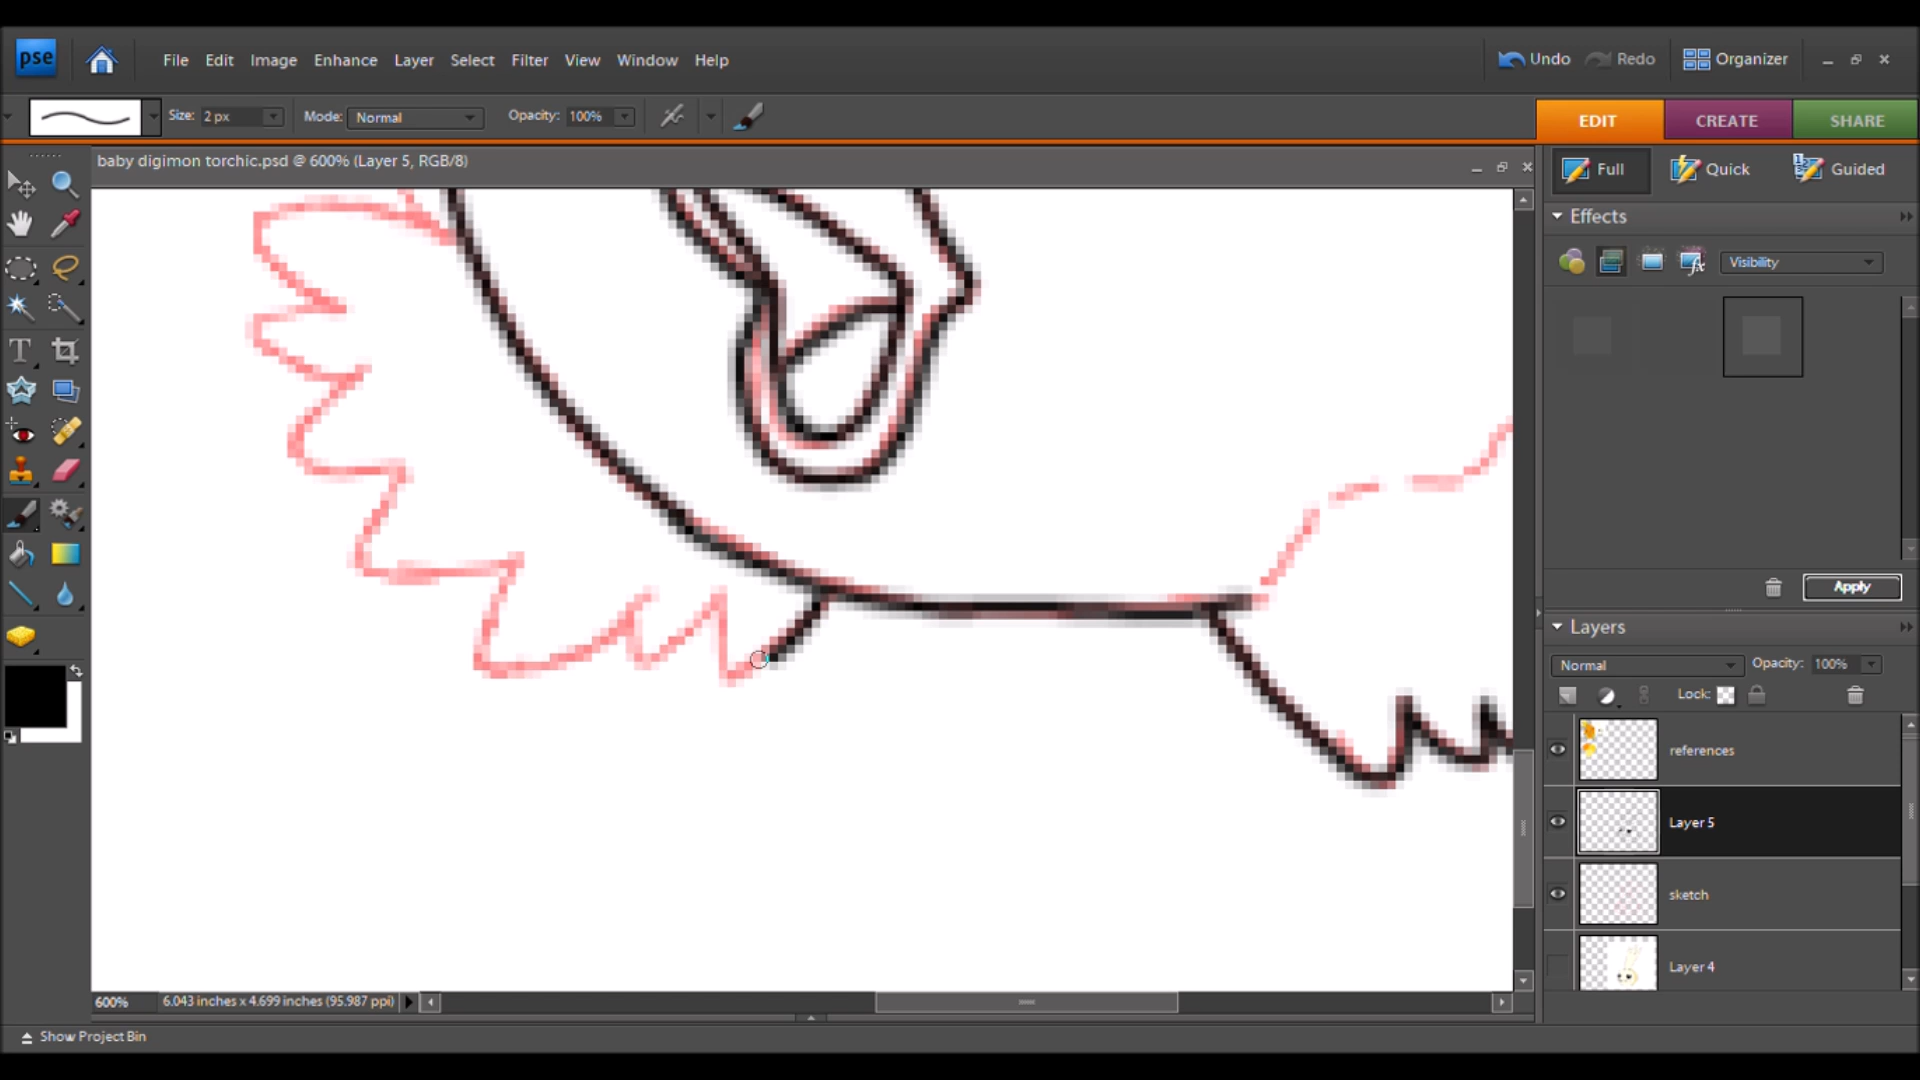 pse File Edit Image Enhance Layer Select Filter View Window Help Undo Redo Organizer
Size: 2 px Mode: Normal Opacity: 100% EDIT CREATE SHARE
baby digimon torchic.psd @ 600% (Layer 5, RGB/8)
Full Quick Guided
Effects
Visibility
Apply
Layers
Normal Opacity: 100%
Lock:
references
Layer 5
sketch
Layer 4
600% 6.043 inches x 4.699 inches (95.987 ppi)
Show Project Bin